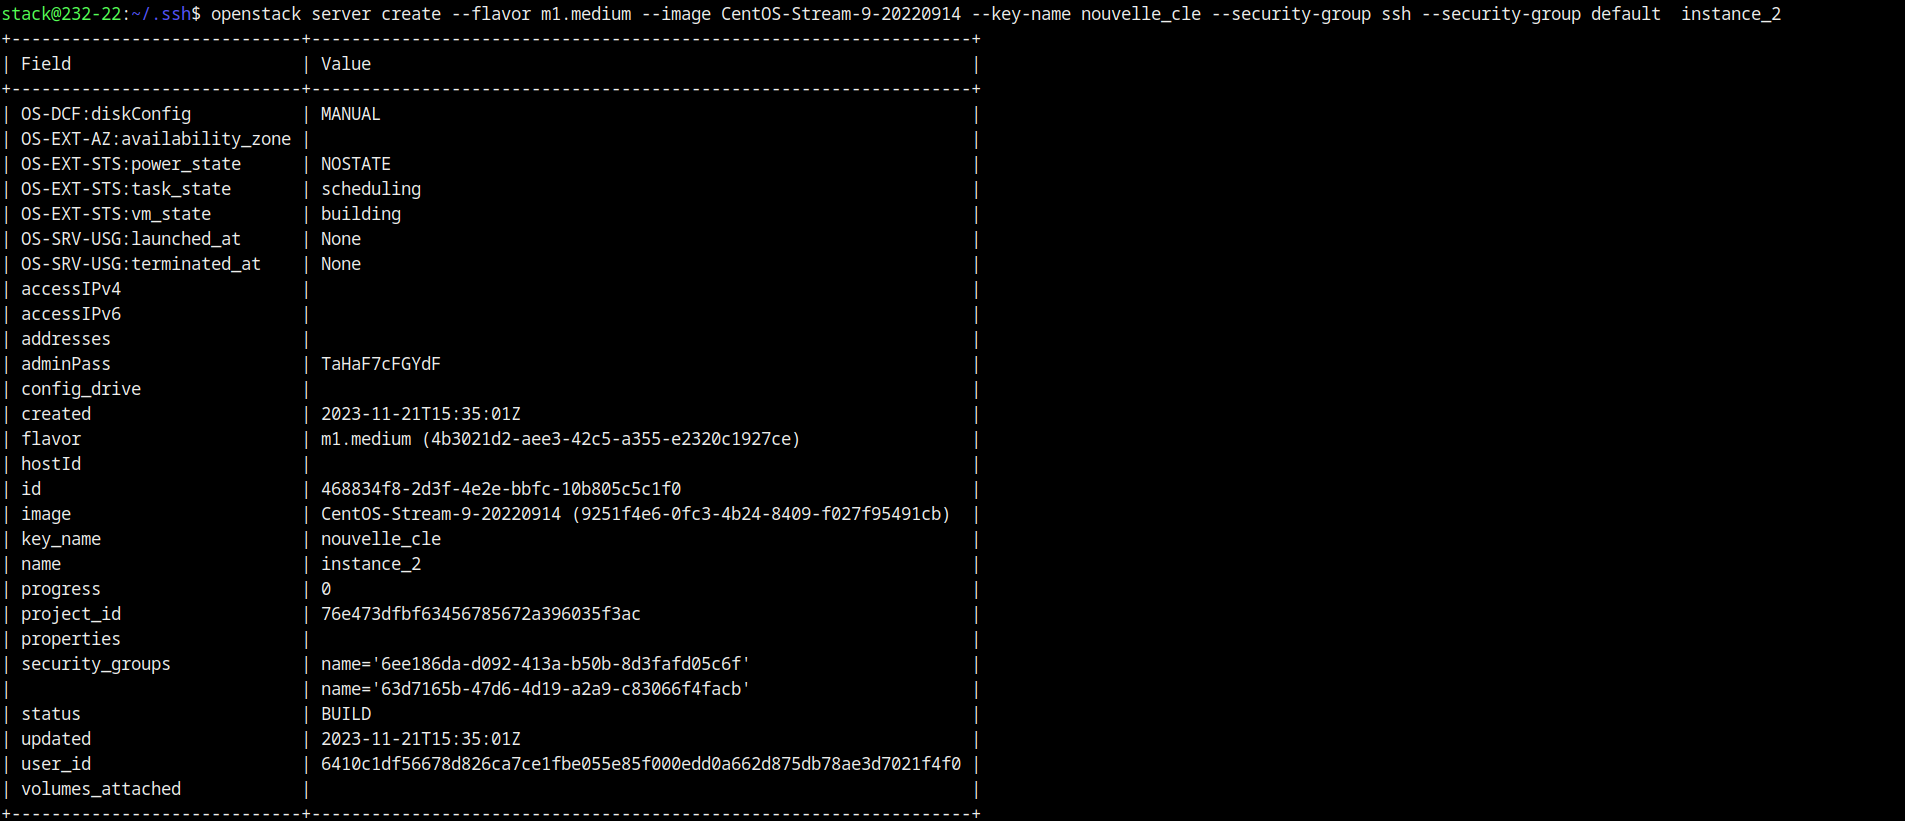 stack@232-22:~/.ssh$ openstack server create --flavor m1.medium --image CentOS-Stream-9-20220914 --key-name nouvelle_cle --security-group ssh --security-group default  instance_2
+-----------------------------+------------------------------------------------------------------+
| Field                       | Value                                                            |
+-----------------------------+------------------------------------------------------------------+
| OS-DCF:diskConfig           | MANUAL                                                           |
| OS-EXT-AZ:availability_zone |                                                                  |
| OS-EXT-STS:power_state      | NOSTATE                                                          |
| OS-EXT-STS:task_state       | scheduling                                                       |
| OS-EXT-STS:vm_state         | building                                                         |
| OS-SRV-USG:launched_at      | None                                                             |
| OS-SRV-USG:terminated_at    | None                                                             |
| accessIPv4                  |                                                                  |
| accessIPv6                  |                                                                  |
| addresses                   |                                                                  |
| adminPass                   | TaHaF7cFGYdF                                                     |
| config_drive                |                                                                  |
| created                     | 2023-11-21T15:35:01Z                                             |
| flavor                      | m1.medium (4b3021d2-aee3-42c5-a355-e2320c1927ce)                 |
| hostId                      |                                                                  |
| id                          | 468834f8-2d3f-4e2e-bbfc-10b805c5c1f0                             |
| image                       | CentOS-Stream-9-20220914 (9251f4e6-0fc3-4b24-8409-f027f95491cb)  |
| key_name                    | nouvelle_cle                                                     |
| name                        | instance_2                                                       |
| progress                    | 0                                                                |
| project_id                  | 76e473dfbf63456785672a396035f3ac                                 |
| properties                  |                                                                  |
| security_groups             | name='6ee186da-d092-413a-b50b-8d3fafd05c6f'                      |
|                             | name='63d7165b-47d6-4d19-a2a9-c83066f4facb'                      |
| status                      | BUILD                                                            |
| updated                     | 2023-11-21T15:35:01Z                                             |
| user_id                     | 6410c1df56678d826ca7ce1fbe055e85f000edd0a662d875db78ae3d7021f4f0 |
| volumes_attached            |                                                                  |
+-----------------------------+------------------------------------------------------------------+